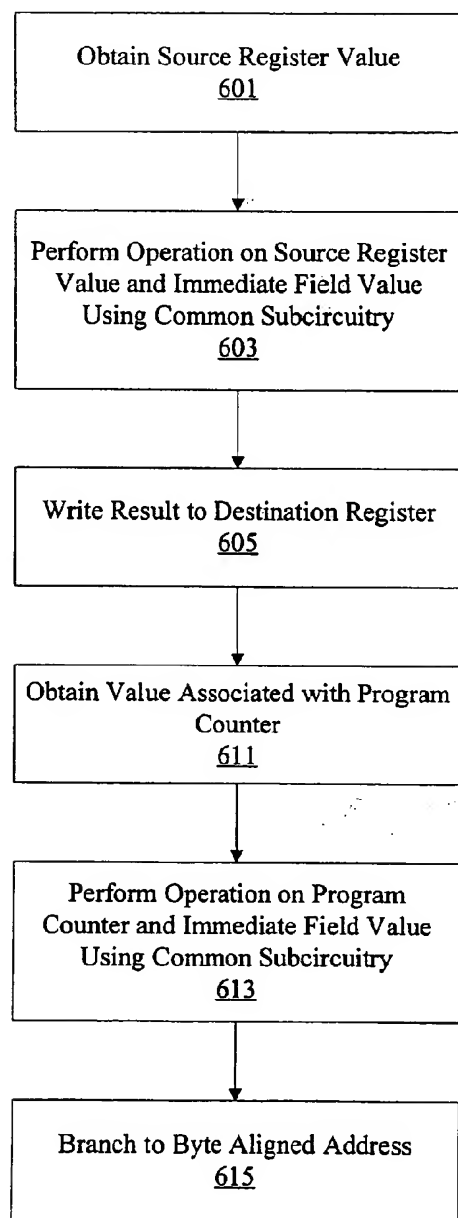 Obtain Source Register Value
601
Perform Operation on Source Register
Value and Immediate Field Value
Using Common Subcircuitry
603
Write Result to Destination Register
605
Obtain Value Associated with Program
Counter
611
Perform Operation on Program
Counter and Immediate Field Value
Using Common Subcircuitry
613
Branch to Byte Aligned Address
615